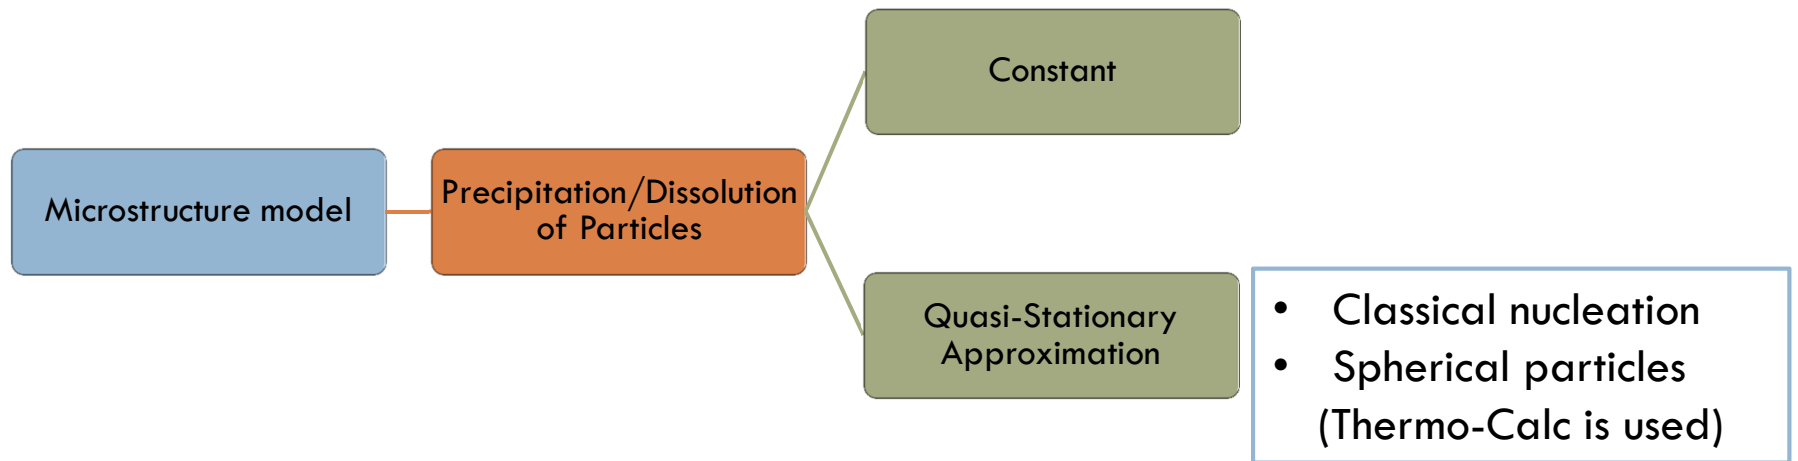 Constant
Microstructure model
Precipitation/Dissolution
of Particles
Quasi-Stationary
Approximation
• Classical nucleation
• Spherical particles
(Thermo-Calc is used)